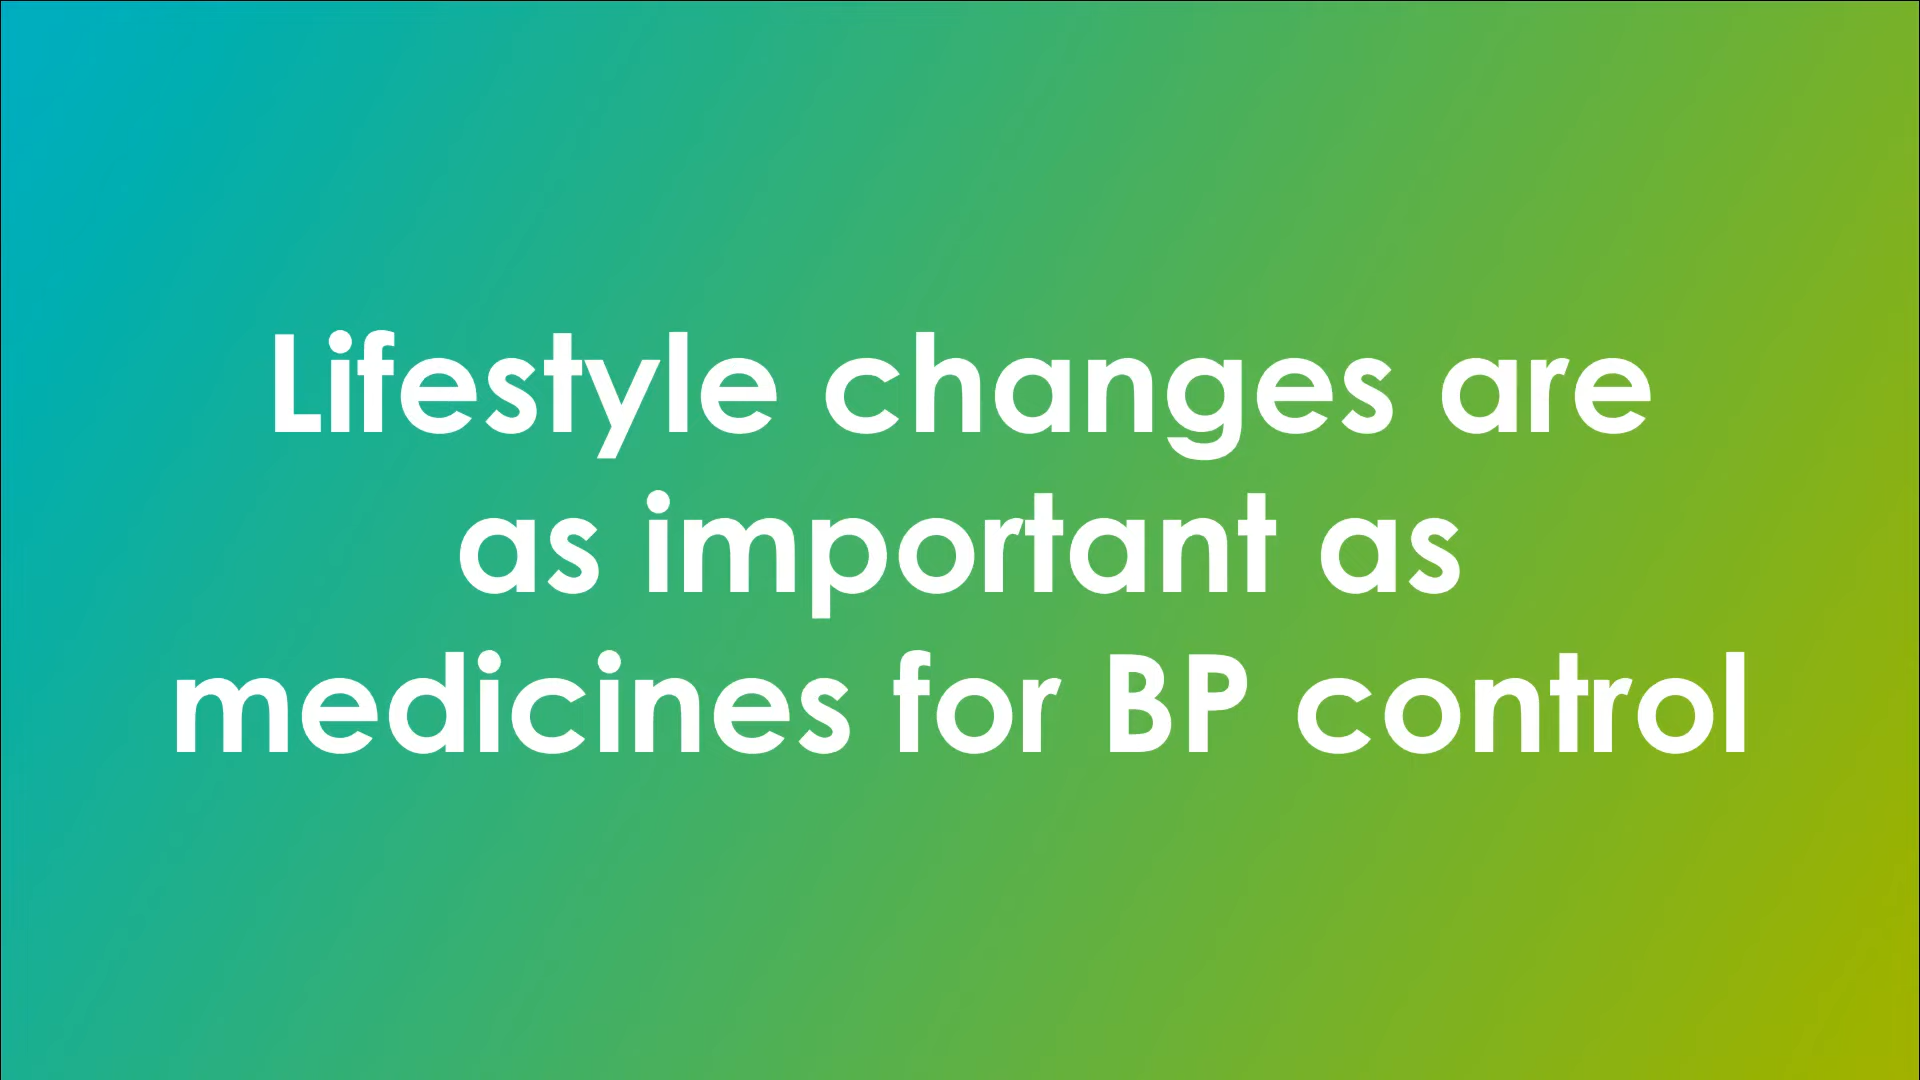 Lifestyle changes are
as important as
medicines for BP control